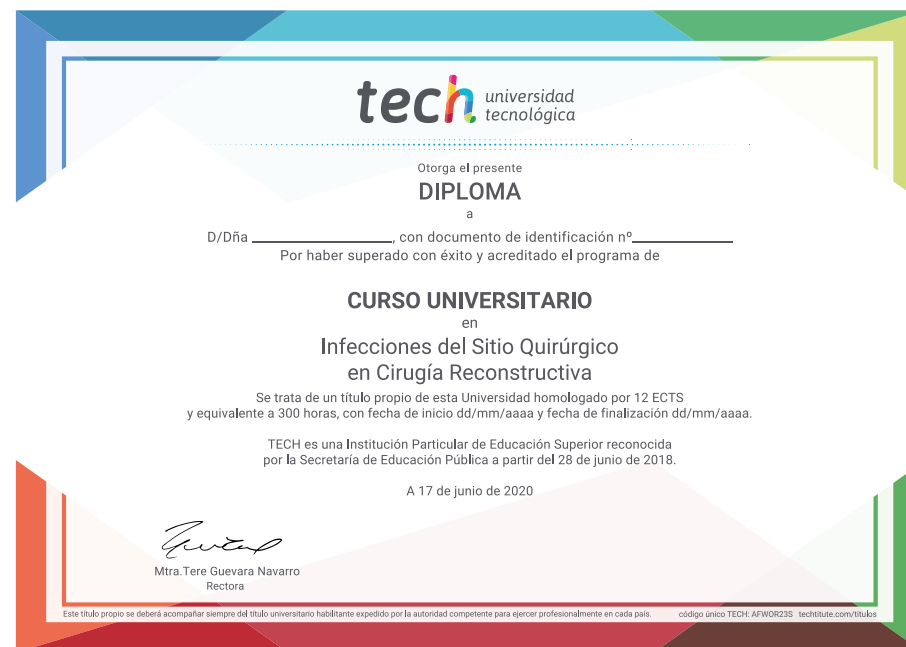 tech universidad
tecnológica
Otorga el presente
DIPLOMA
a
D/Dña ____________________, con documento de identificación nº______________
Por haber superado con éxito y acreditado el programa de
CURSO UNIVERSITARIO
en
Infecciones del Sitio Quirúrgico
en Cirugía Reconstructiva
Se trata de un título propio de esta Universidad homologado por 12 ECTS
y equivalente a 300 horas, con fecha de inicio dd/mm/aaaa y fecha de finalización dd/mm/aaaa.
TECH es una Institución Particular de Educación Superior reconocida
por la Secretaría de Educación Pública a partir del 28 de junio de 2018.
A 17 de junio de 2020
Mtra.Tere Guevara Navarro
Rectora
Este título propio se deberá acompañar siempre del título universitario habilitante expedido por la autoridad competente para ejercer profesionalmente en cada país. código único TECH: AFWOR23S techtitute.com/titulos